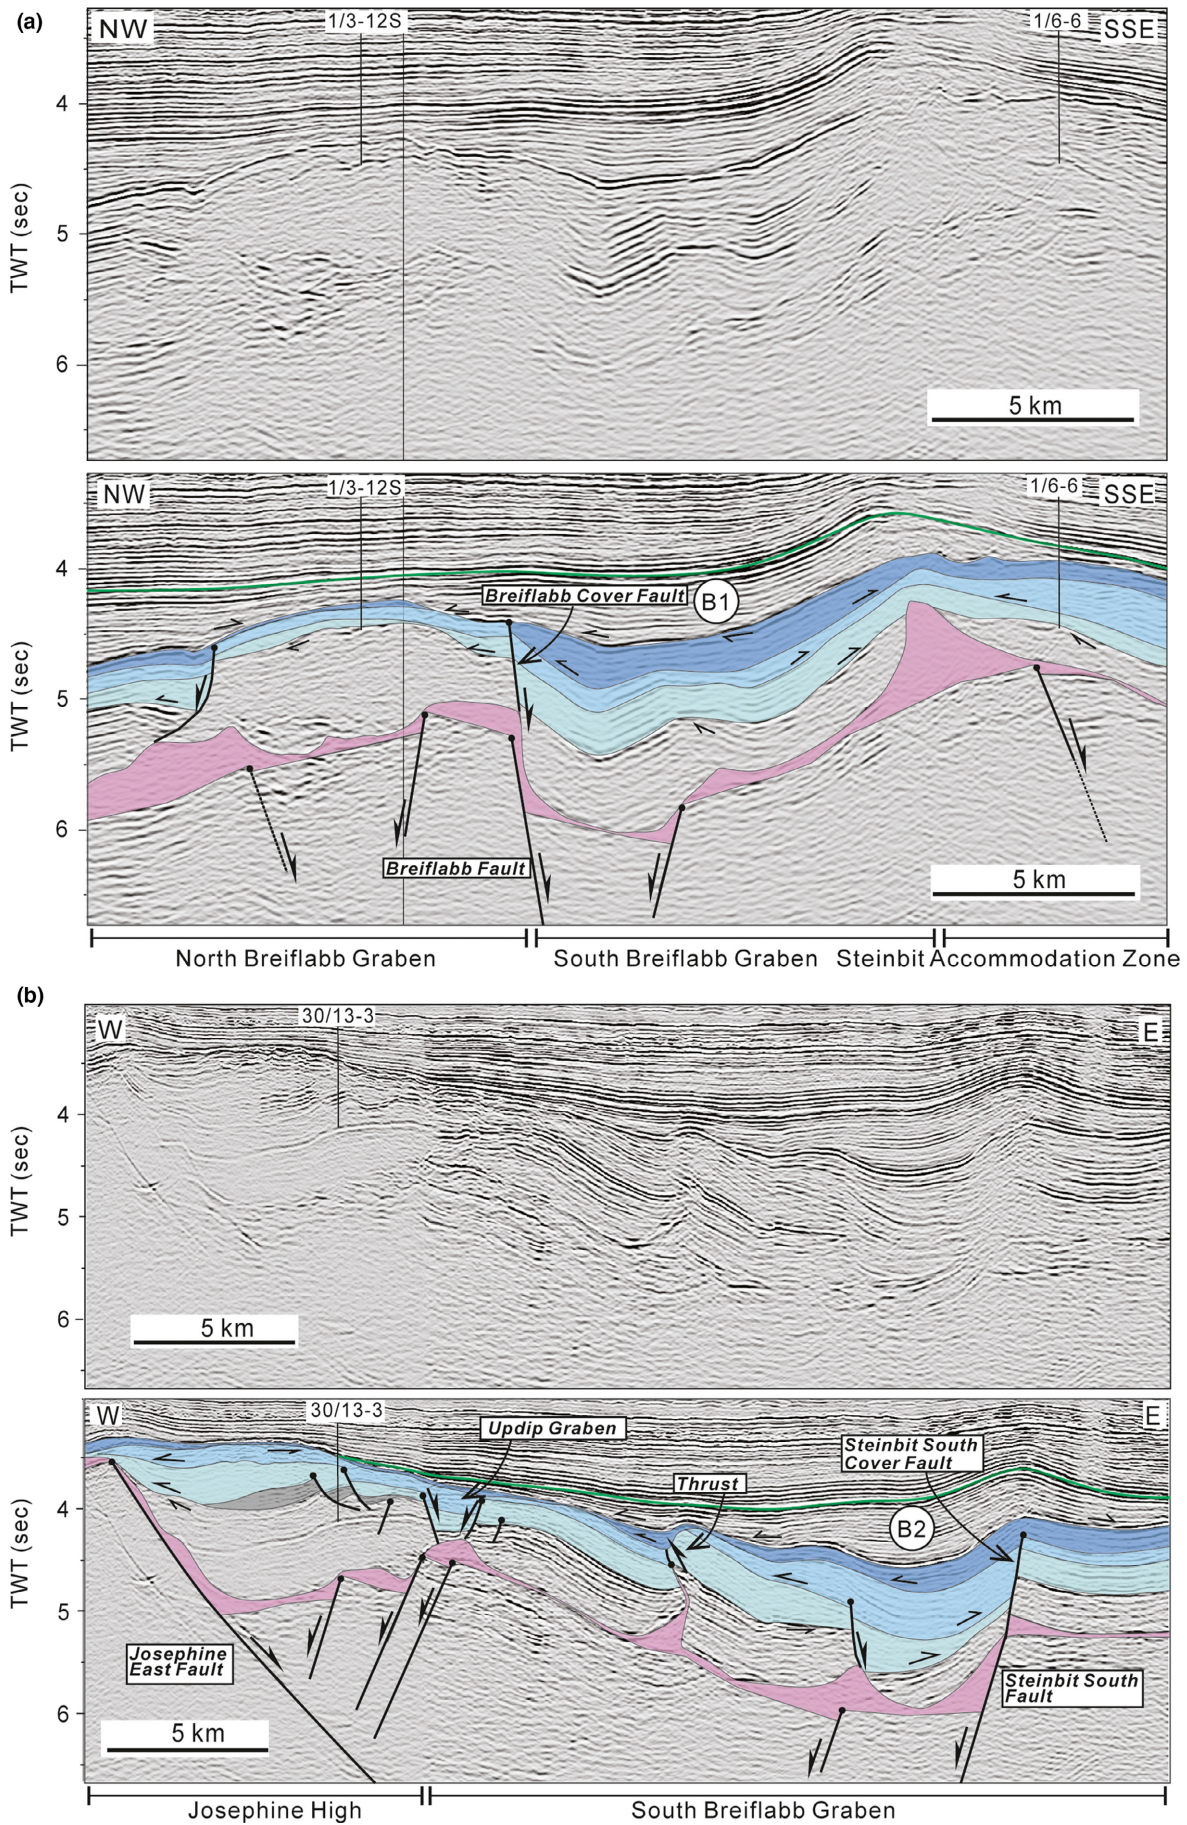 (a)
NW
1/3-12S
1/6-6
SSE
4
5
6
TWT (sec)
5 km
NW
1/3-12S
1/6-6
SSE
4
5
6
TWT (sec)
Breiflabb Cover Fault
B1
Breiflabb Fault
5 km
North Breiflabb Graben
South Breiflabb Graben
Steinbit Accommodation Zone
(b)
W
30/13-3
E
4
5
6
TWT (sec)
5 km
W
30/13-3
E
4
5
6
TWT (sec)
Updip Graben
Thrust
Steinbit South
Cover Fault
B2
Josephine
East Fault
Steinbit South
Fault
5 km
Josephine High
South Breiflabb Graben